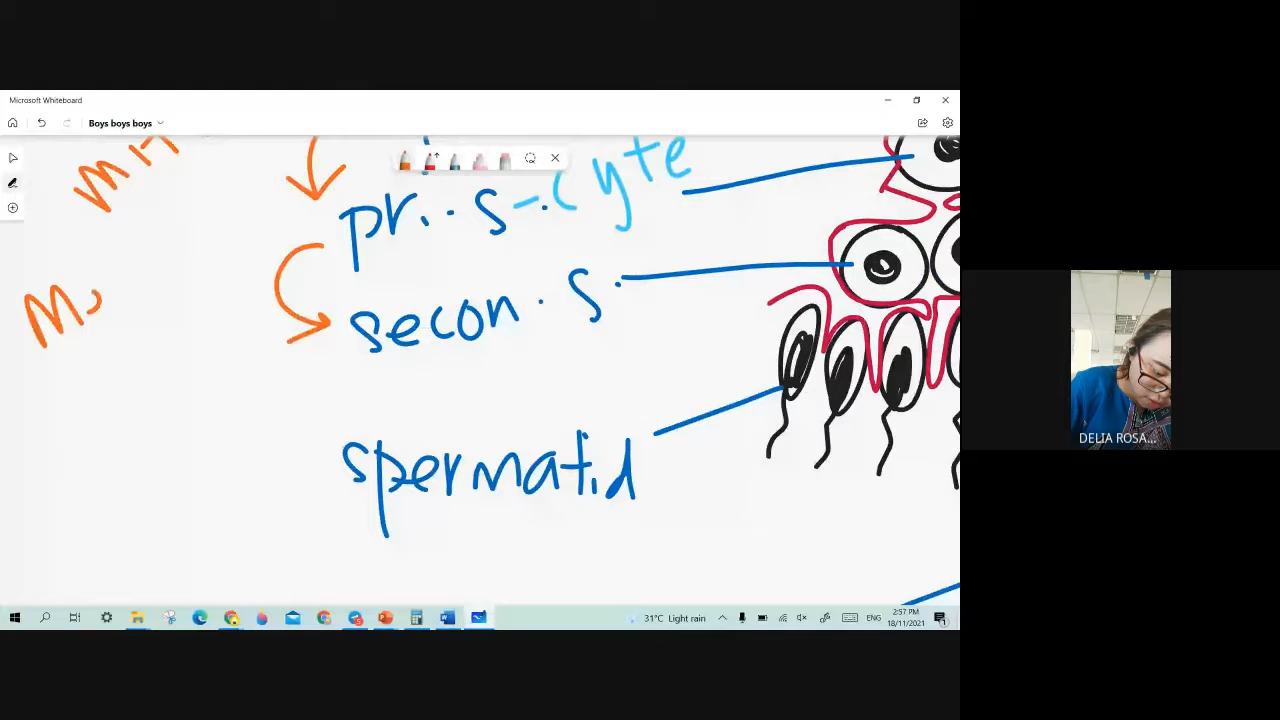 Microsoft Whiteboard
Boys boys boys
pri. s-cyte
secon. s.
spermatid
DELIA ROSA...
31°C Light rain
ENG
2:57 PM
18/11/2021